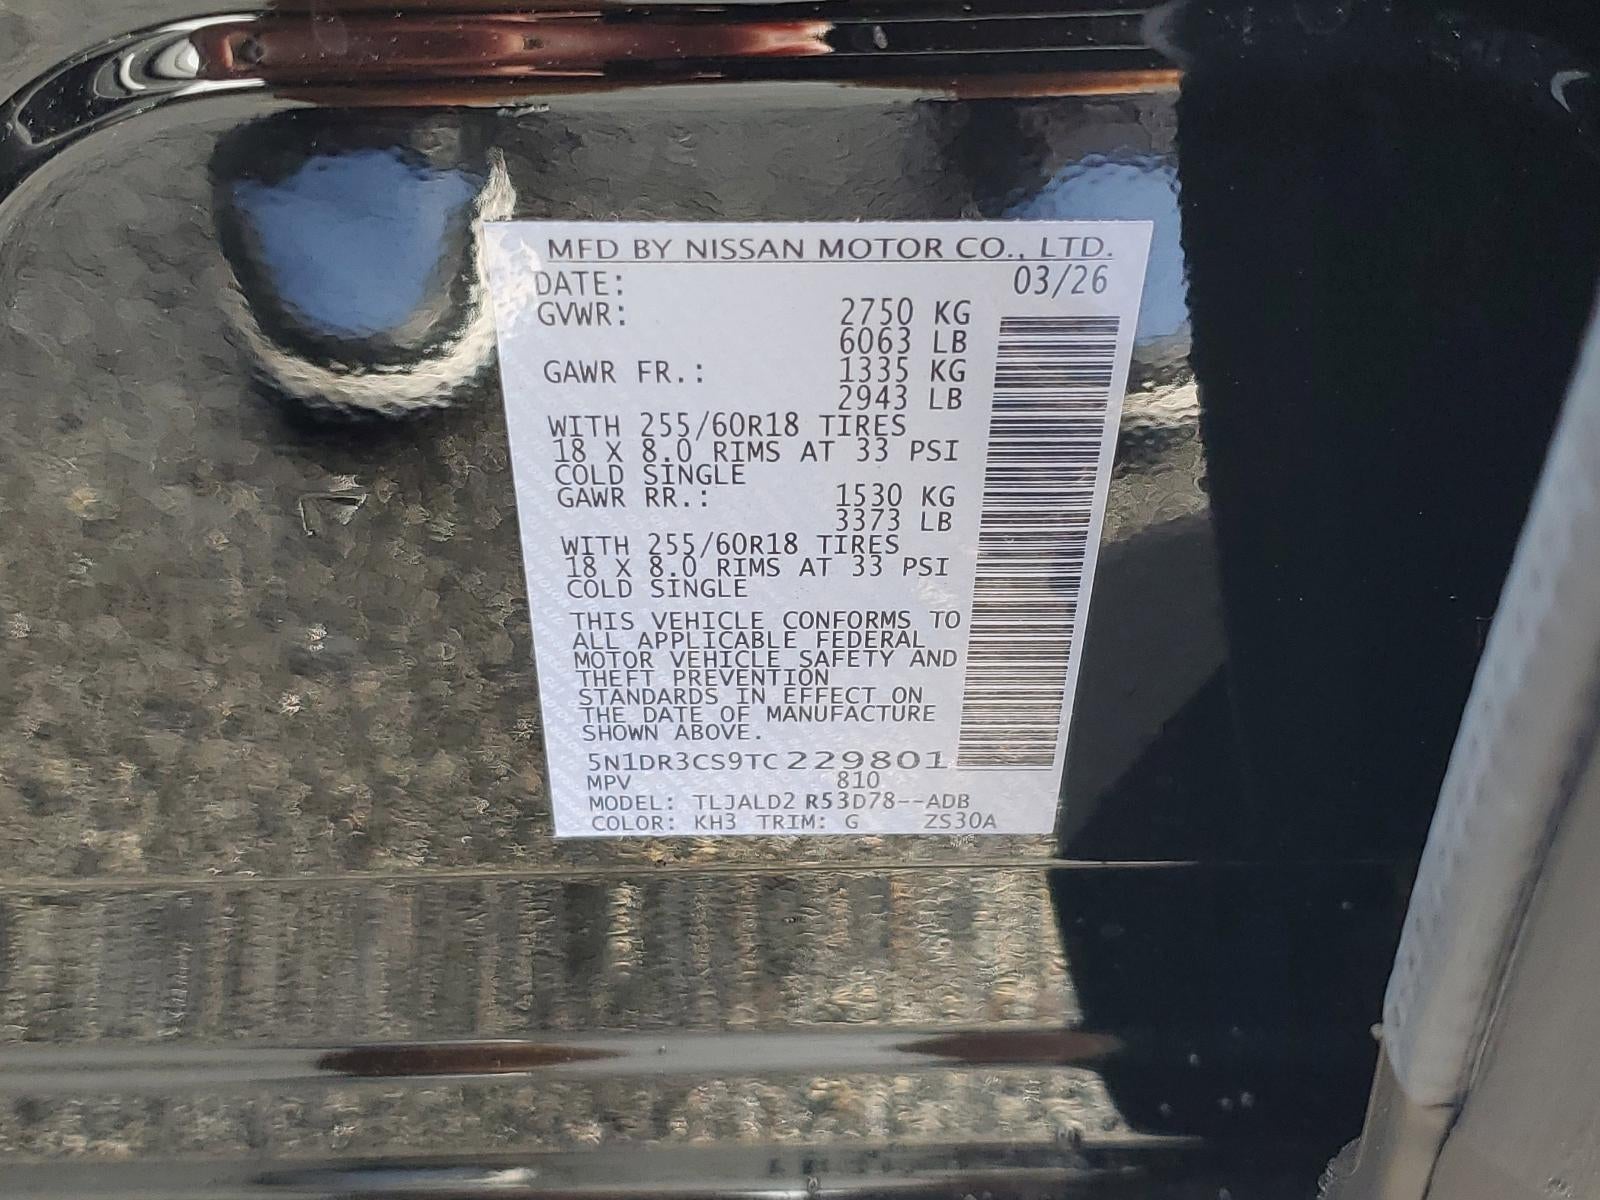 MFD BY NISSAN MOTOR CO., LTD.
DATE: 03/26
GVWR: 2750 KG
6063 LB
GAWR FR.: 1335 KG
2943 LB
WITH 255/60R18 TIRES
18 X 8.0 RIMS AT 33 PSI
COLD SINGLE
GAWR RR.: 1530 KG
3373 LB
WITH 255/60R18 TIRES
18 X 8.0 RIMS AT 33 PSI
COLD SINGLE
THIS VEHICLE CONFORMS TO
ALL APPLICABLE FEDERAL
MOTOR VEHICLE SAFETY AND
THEFT PREVENTION
STANDARDS IN EFFECT ON
THE DATE OF MANUFACTURE
SHOWN ABOVE.
5N1DR3CS9TC229801
MPV 810
MODEL: TLJALD2 R53D78--ADB
COLOR: KH3 TRIM: G ZS30A